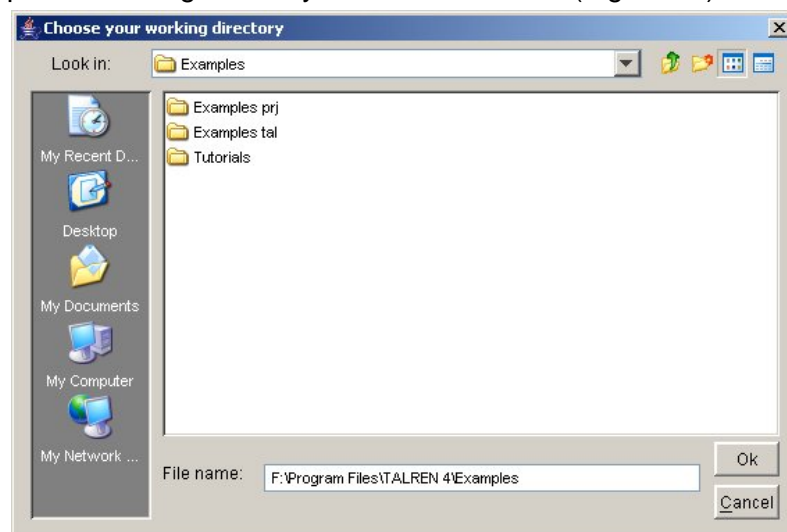 Choose your working directory
Look in:
Examples
Examples prj
Examples tal
Tutorials
My Recent D...
Desktop
My Documents
My Computer
My Network ...
File name:
F:\Program Files\TALREN 4\Examples
Ok
Cancel